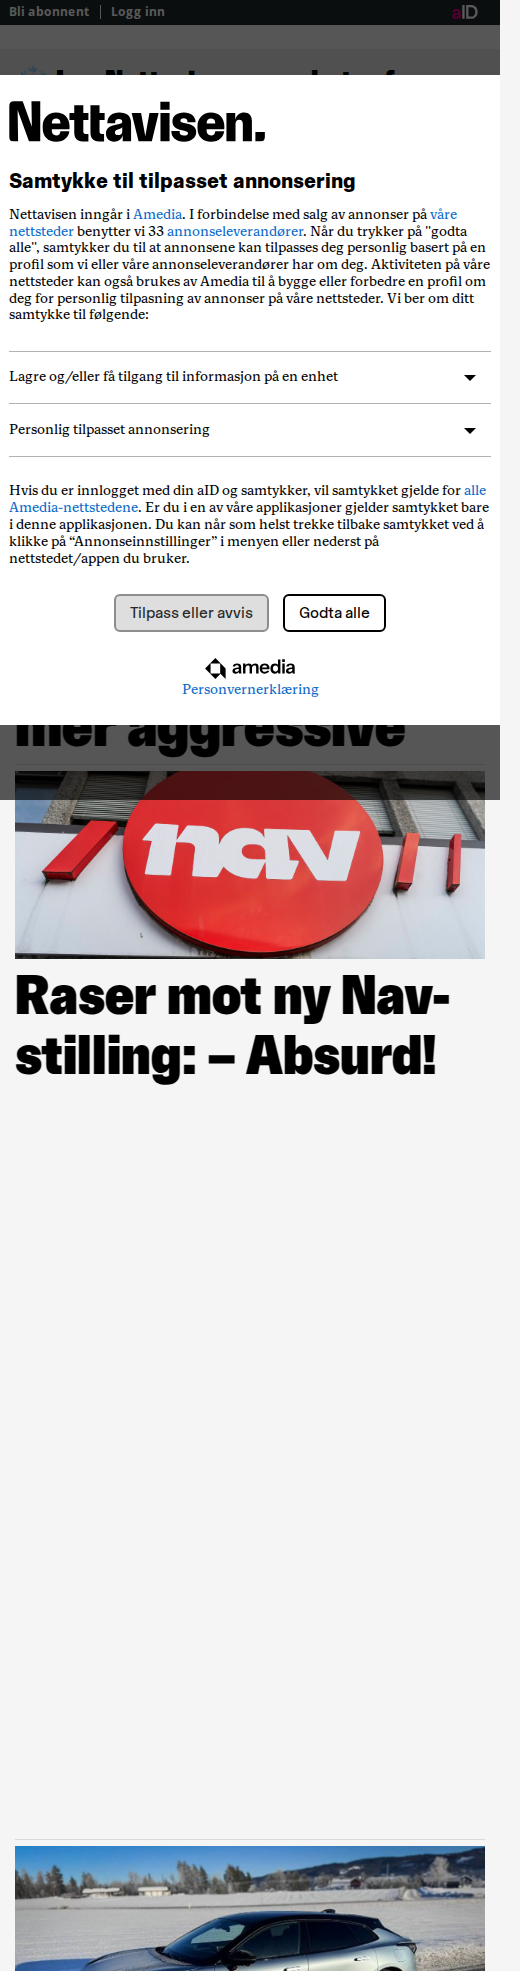 Bli abonnent
Logg inn
aID
Nettavisen.
Samtykke til tilpasset annonsering
Nettavisen inngår i Amedia. I forbindelse med salg av annonser på våre
nettsteder benytter vi 33 annonseleverandører. Når du trykker på "godta
alle", samtykker du til at annonsene kan tilpasses deg personlig basert på en
profil som vi eller våre annonseleverandører har om deg. Aktiviteten på våre
nettsteder kan også brukes av Amedia til å bygge eller forbedre en profil om
deg for personlig tilpasning av annonser på våre nettsteder. Vi ber om ditt
samtykke til følgende:
Lagre og/eller få tilgang til informasjon på en enhet
Personlig tilpasset annonsering
Hvis du er innlogget med din aID og samtykker, vil samtykket gjelde for alle
Amedia-nettstedene. Er du i en av våre applikasjoner gjelder samtykket bare
i denne applikasjonen. Du kan når som helst trekke tilbake samtykket ved å
klikke på “Annonseinnstillinger” i menyen eller nederst på
nettstedet/appen du bruker.
Tilpass eller avvis
Godta alle
amedia
Personvernerklæring
mer aggressive
nav
Raser mot ny Nav-
stilling: – Absurd!